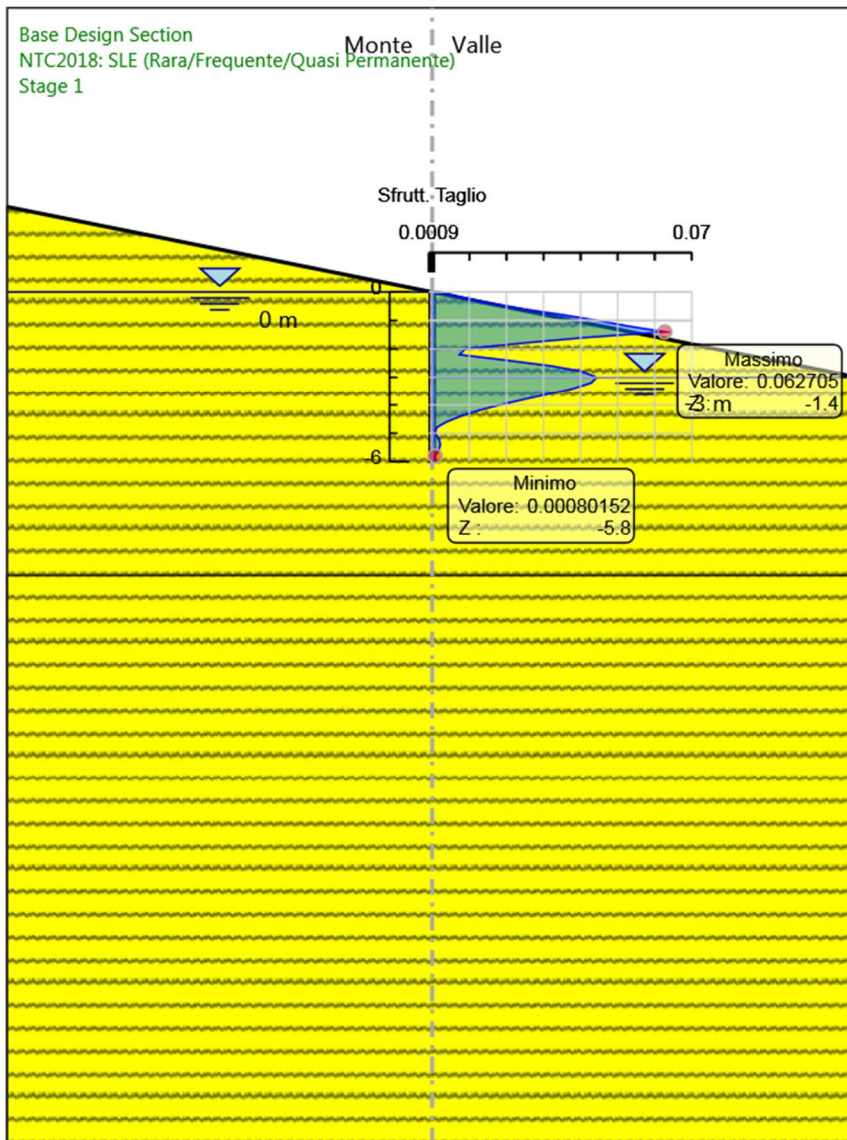 Base Design Section
Monte Valle
NTC2018: SLE (Rara/Frequente/Quasi Permanente)
Stage 1
Sfrutt. Taglio
0.0009 0.07
0
0 m
Massimo
Valore: 0.062705
Z : -1.4
-3 m
-6
Minimo
Valore: 0.00080152
Z : -5.8